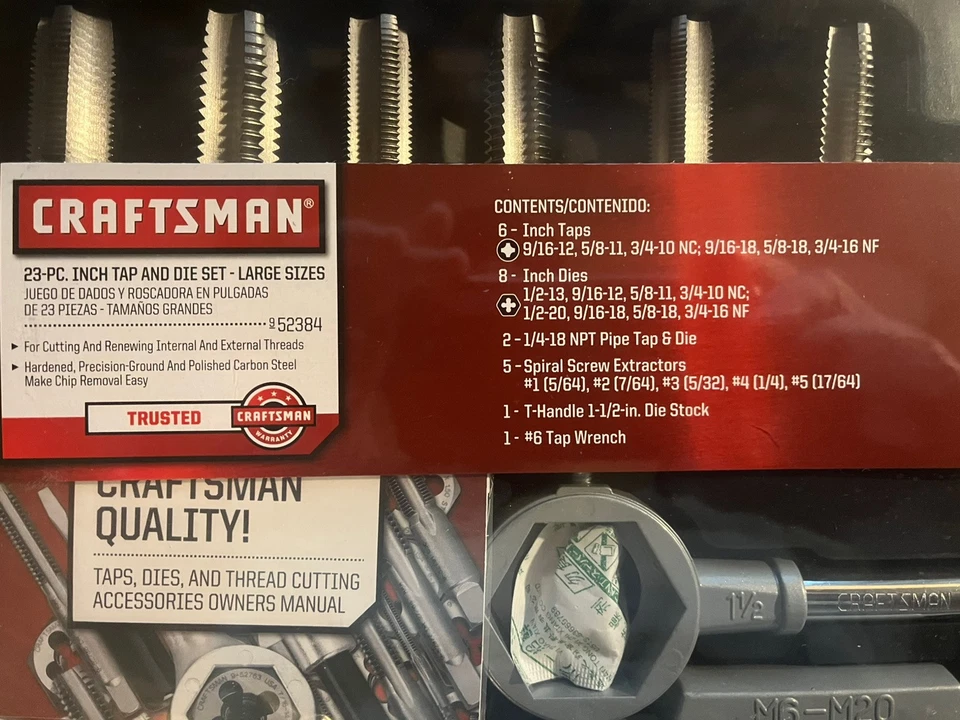 CRAFTSMAN®
23-PC. INCH TAP AND DIE SET - LARGE SIZES
JUEGO DE DADOS Y ROSCADORA EN PULGADAS
DE 23 PIEZAS - TAMAÑOS GRANDES
9 52384
▸ For Cutting And Renewing Internal And External Threads
▸ Hardened, Precision-Ground And Polished Carbon Steel
Make Chip Removal Easy
TRUSTED
CRAFTSMAN
WARRANTY
CONTENTS/CONTENIDO:
6 - Inch Taps
9/16-12, 5/8-11, 3/4-10 NC; 9/16-18, 5/8-18, 3/4-16 NF
8 - Inch Dies
1/2-13, 9/16-12, 5/8-11, 3/4-10 NC;
1/2-20, 9/16-18, 5/8-18, 3/4-16 NF
2 - 1/4-18 NPT Pipe Tap & Die
5 - Spiral Screw Extractors
#1 (5/64), #2 (7/64), #3 (5/32), #4 (1/4), #5 (17/64)
1 - T-Handle 1-1/2-in. Die Stock
1 - #6 Tap Wrench
CRAFTSMAN
QUALITY!
TAPS, DIES, AND THREAD CUTTING
ACCESSORIES OWNERS MANUAL
1 1/2
CRAFTSMAN
M6-M20
CRAFTSMAN 9-52763 USA